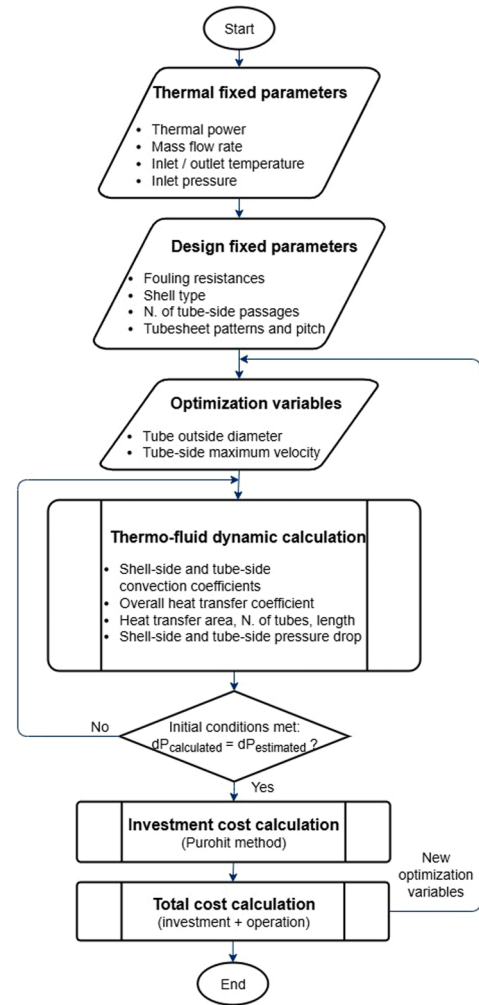 Start
Thermal fixed parameters
• Thermal power
• Mass flow rate
• Inlet / outlet temperature
• Inlet pressure
Design fixed parameters
• Fouling resistances
• Shell type
• N. of tube-side passages
• Tubesheet patterns and pitch
Optimization variables
• Tube outside diameter
• Tube-side maximum velocity
Thermo-fluid dynamic calculation
• Shell-side and tube-side
convection coefficients
• Overall heat transfer coefficient
• Heat transfer area, N. of tubes, length
• Shell-side and tube-side pressure drop
No
Initial conditions met:
dPcalculated = dPestimated ?
Yes
Investment cost calculation
(Purohit method)
New
optimization
variables
Total cost calculation
(investment + operation)
End